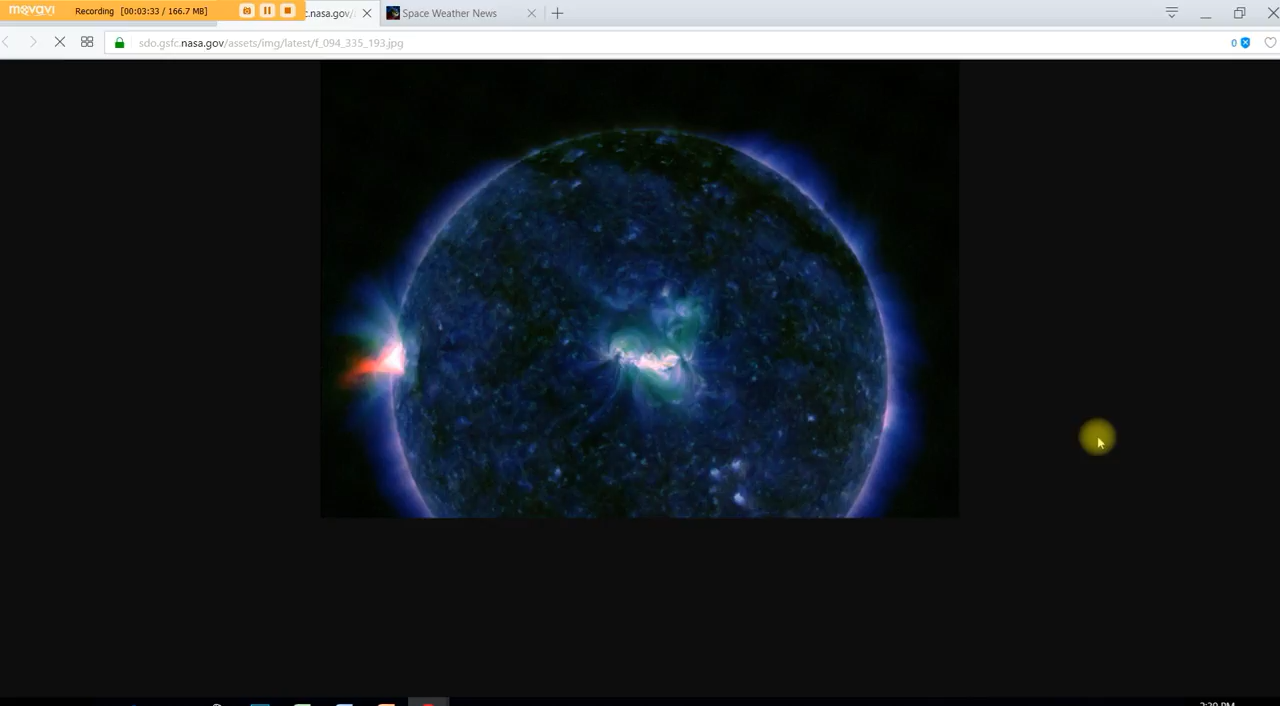 movavi Recording [00:03:33 / 166.7 MB]
c.nasa.gov/
Space Weather News
sdo.gsfc.nasa.gov/assets/img/latest/f_094_335_193.jpg
0